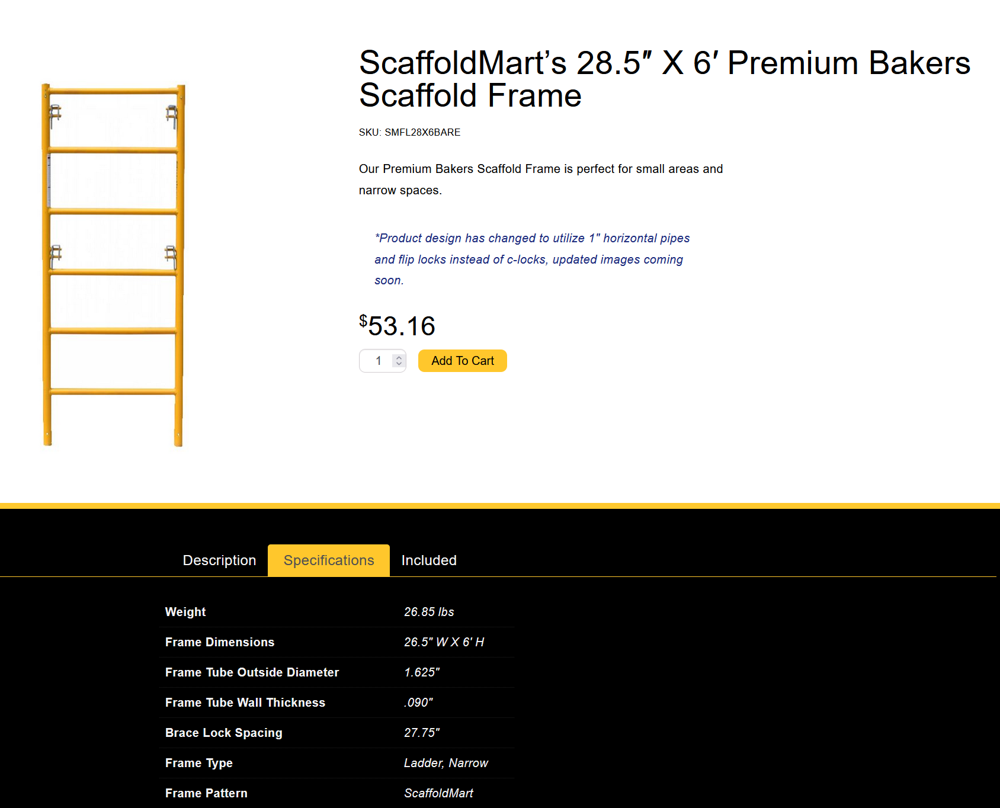 ScaffoldMart’s 28.5″ X 6′ Premium Bakers
Scaffold Frame
SKU: SMFL28X6BARE
Our Premium Bakers Scaffold Frame is perfect for small areas and
narrow spaces.
*Product design has changed to utilize 1" horizontal pipes
and flip locks instead of c-locks, updated images coming
soon.
$53.16
1
Add To Cart
Description Specifications Included
Weight 26.85 lbs
Frame Dimensions 26.5" W X 6' H
Frame Tube Outside Diameter 1.625"
Frame Tube Wall Thickness .090"
Brace Lock Spacing 27.75"
Frame Type Ladder, Narrow
Frame Pattern ScaffoldMart